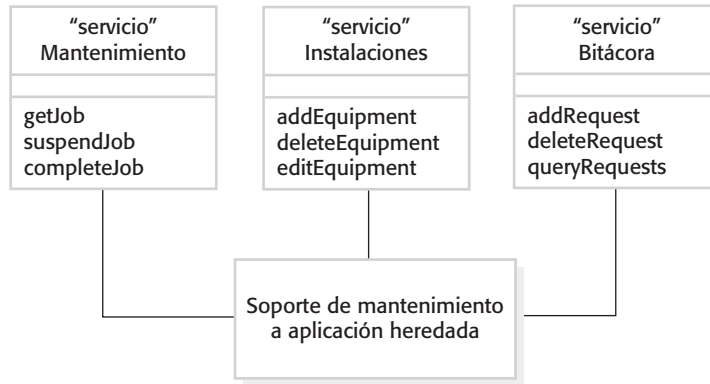 “servicio”
Mantenimiento
getJob
suspendJob
completeJob
“servicio”
Instalaciones
addEquipment
deleteEquipment
editEquipment
“servicio”
Bitácora
addRequest
deleteRequest
queryRequests
Soporte de mantenimiento
a aplicación heredada